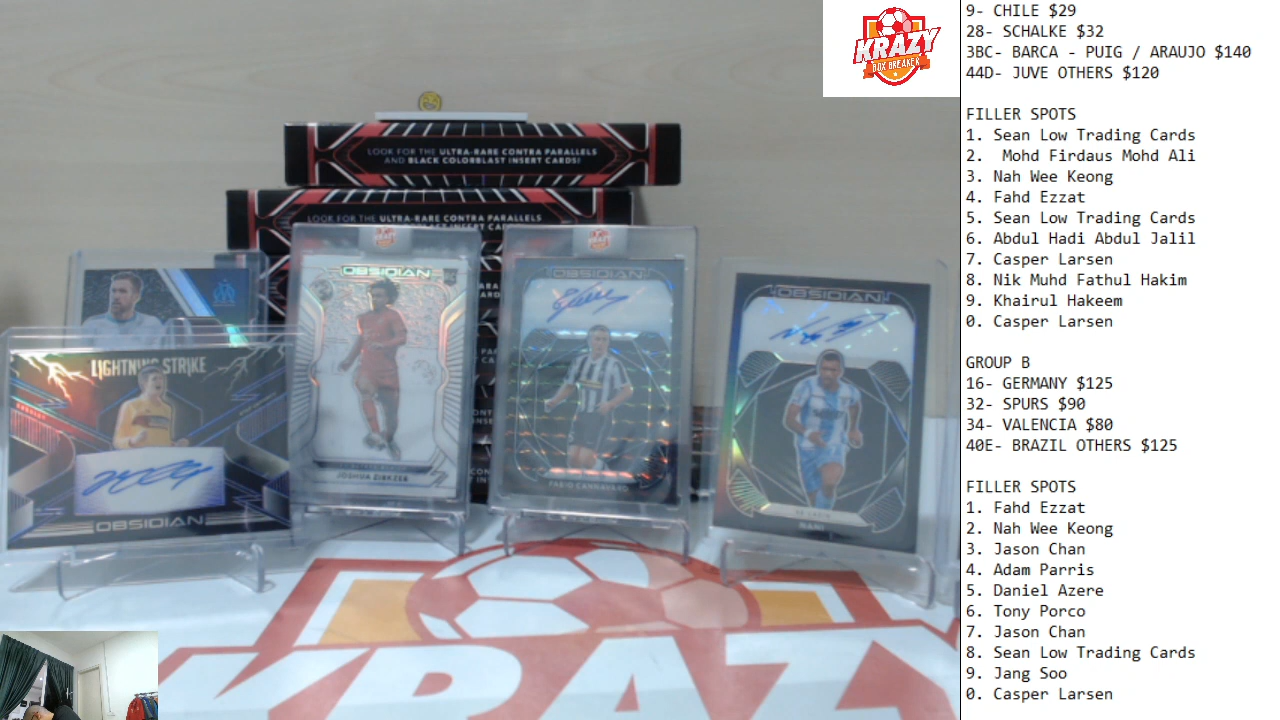 KRAZY
BOX BREAKER
LOOK FOR THE ULTRA-RARE CONTRA PARALLELS
AND BLACK COLORBLAST INSERT CARDS!
LOOK FOR THE ULTRA-RARE CONTRA PARALLELS
LIGHTNING STRIKE
OBSIDIAN
OBSIDIAN
JOSHUA ZIRKZEE
OBSIDIAN
FABIO CANNAVARO
OBSIDIAN
NANI
KRAZ
9- CHILE $29
28- SCHALKE $32
3BC- BARCA - PUIG / ARAUJO $140
44D- JUVE OTHERS $120
FILLER SPOTS
1. Sean Low Trading Cards
2.  Mohd Firdaus Mohd Ali
3. Nah Wee Keong
4. Fahd Ezzat
5. Sean Low Trading Cards
6. Abdul Hadi Abdul Jalil
7. Casper Larsen
8. Nik Muhd Fathul Hakim
9. Khairul Hakeem
0. Casper Larsen
GROUP B
16- GERMANY $125
32- SPURS $90
34- VALENCIA $80
40E- BRAZIL OTHERS $125
FILLER SPOTS
1. Fahd Ezzat
2. Nah Wee Keong
3. Jason Chan
4. Adam Parris
5. Daniel Azere
6. Tony Porco
7. Jason Chan
8. Sean Low Trading Cards
9. Jang Soo
0. Casper Larsen